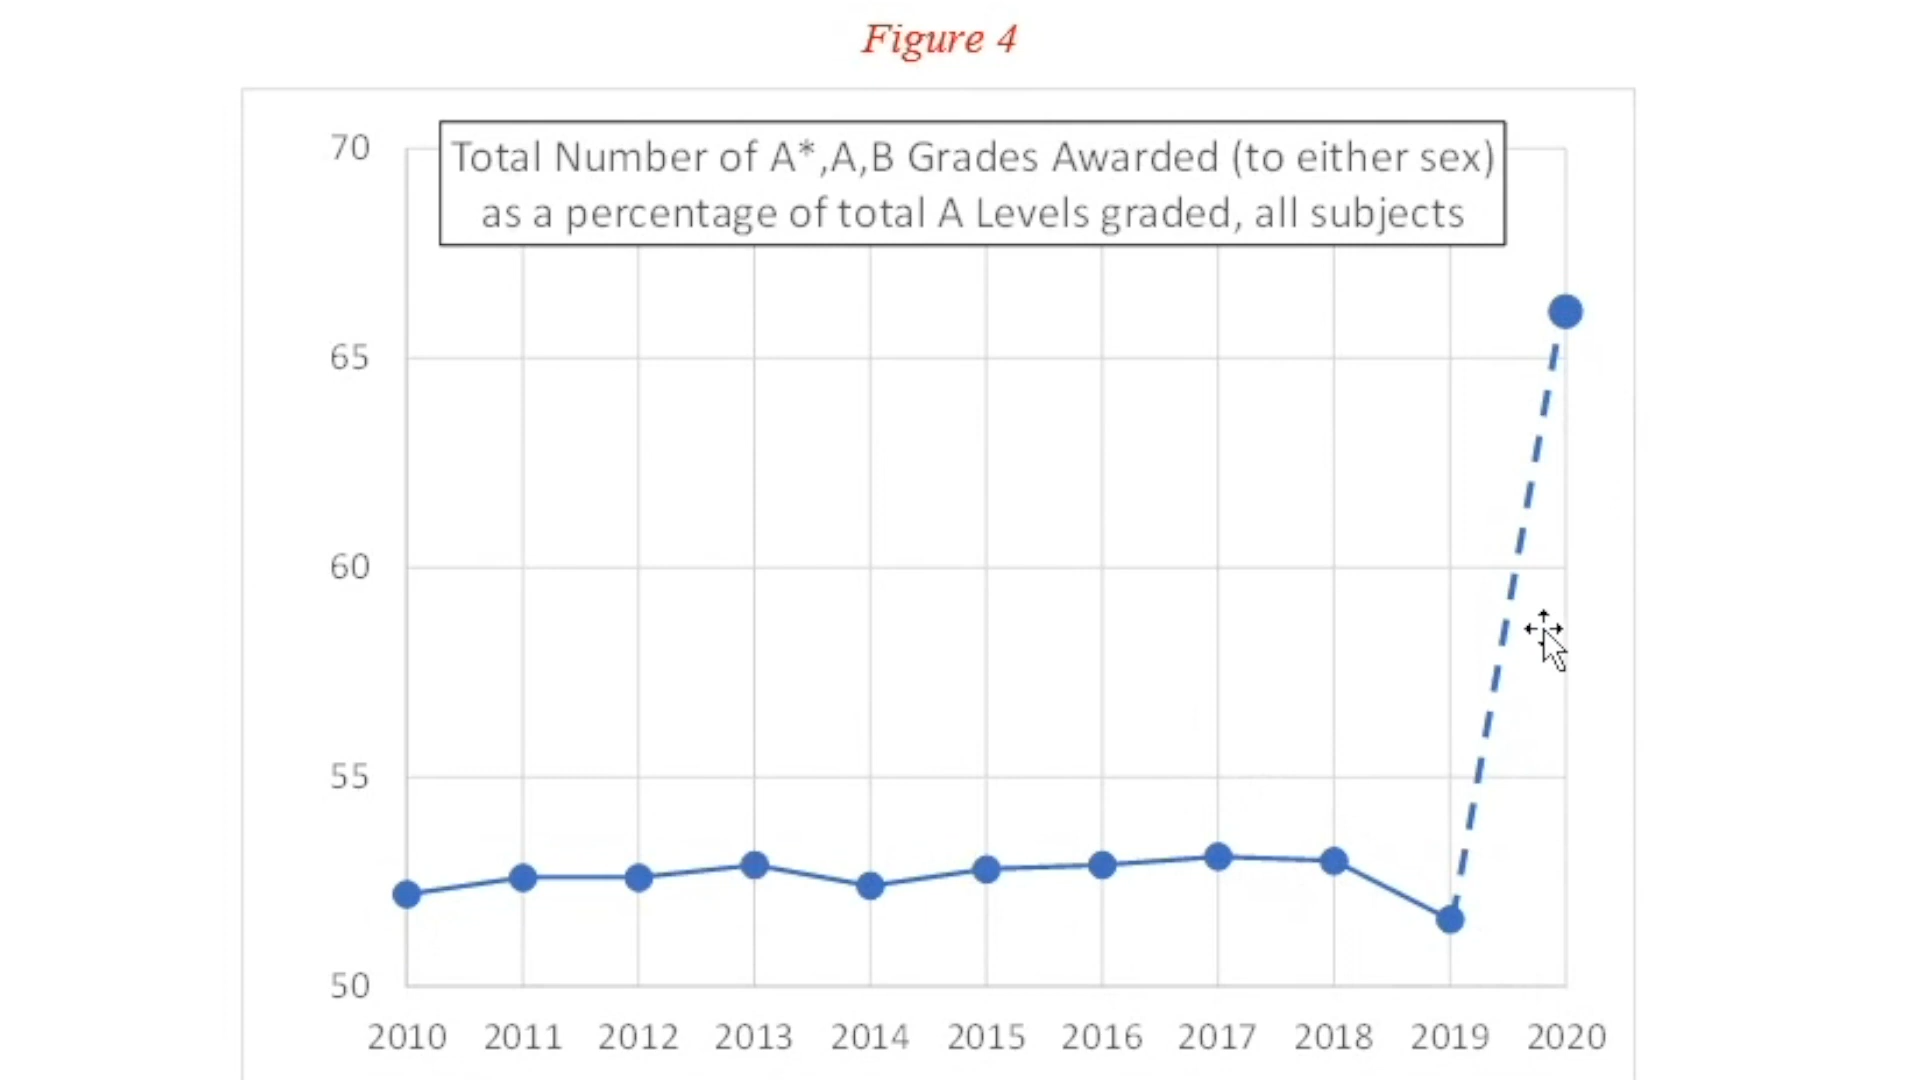 Figure 4
Total Number of A*,A,B Grades Awarded (to either sex)
as a percentage of total A Levels graded, all subjects
70
65
60
55
50
2010 2011 2012 2013 2014 2015 2016 2017 2018 2019 2020